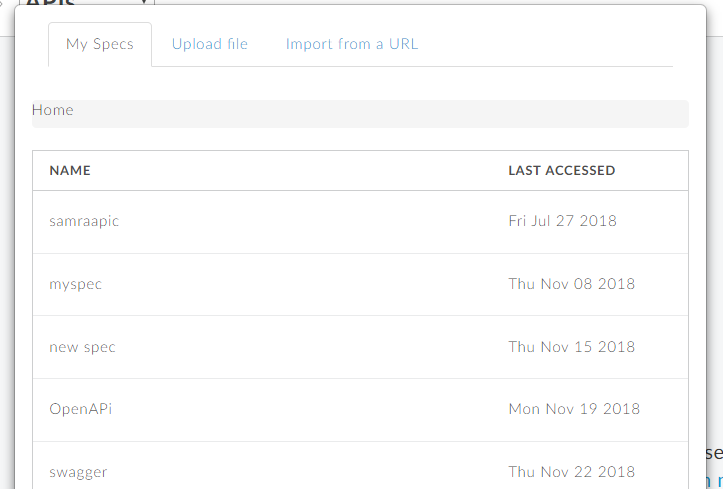 APIs
My Specs Upload file Import from a URL
Home
NAME LAST ACCESSED
samraapic Fri Jul 27 2018
myspec Thu Nov 08 2018
new spec Thu Nov 15 2018
OpenAPi Mon Nov 19 2018
swagger Thu Nov 22 2018